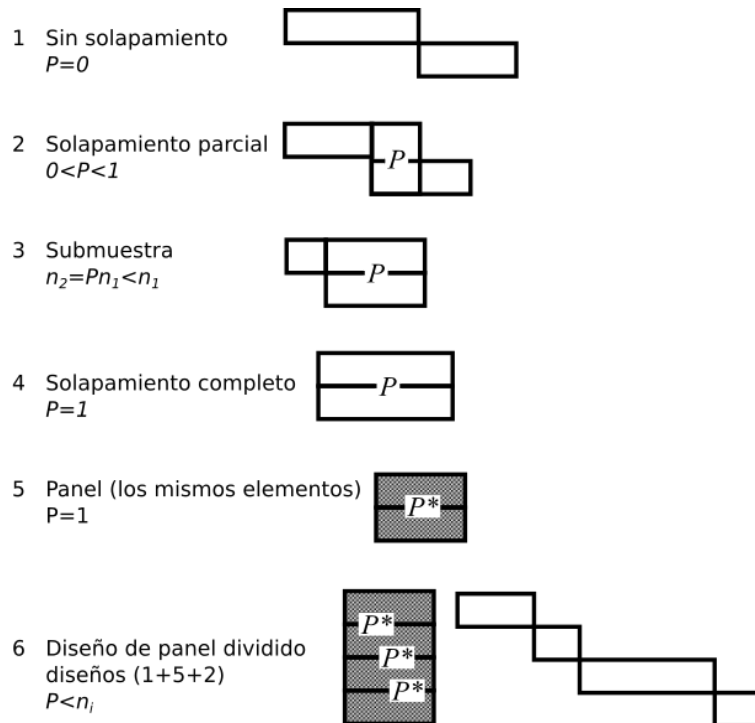 1 Sin solapamiento
P=0
2 Solapamiento parcial
0<P<1
P
3 Submuestra
n₂=Pn₁<n₁
P
4 Solapamiento completo
P=1
P
5 Panel (los mismos elementos)
P=1
P*
6 Diseño de panel dividido
diseños (1+5+2)
P<nᵢ
P*
P*
P*